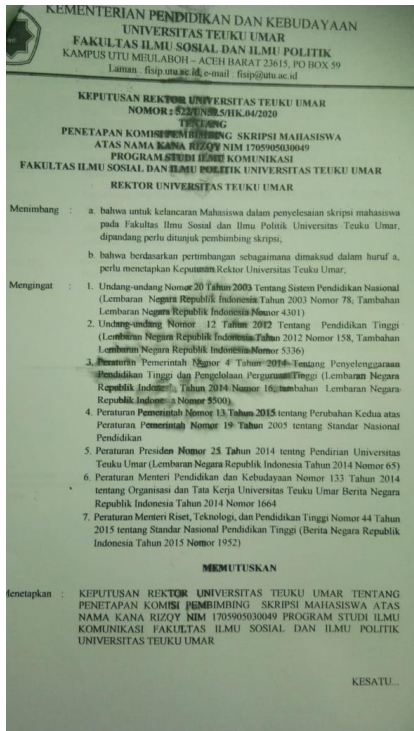 KEMENTERIAN PENDIDIKAN DAN KEBUDAYAAN
UNIVERSITAS TEUKU UMAR
FAKULTAS ILMU SOSIAL DAN ILMU POLITIK
KAMPUS UTU MEULABOH – ACEH BARAT 23615, PO BOX 59
Laman : fisip.utu.ac.id, e-mail : fisip@utu.ac.id
KEPUTUSAN REKTOR UNIVERSITAS TEUKU UMAR
NOMOR : 522/UN59.5/HK.04/2020
TENTANG
PENETAPAN KOMISI PEMBIMBING SKRIPSI MAHASISWA
ATAS NAMA KANA RIZQY NIM 1705905030049
PROGRAM STUDI ILMU KOMUNIKASI
FAKULTAS ILMU SOSIAL DAN ILMU POLITIK UNIVERSITAS TEUKU UMAR
REKTOR UNIVERSITAS TEUKU UMAR
Menimbang : a. bahwa untuk kelancaran Mahasiswa dalam penyelesaian skripsi mahasiswa
pada Fakultas Ilmu Sosial dan Ilmu Politik Universitas Teuku Umar,
dipandang perlu ditunjuk pembimbing skripsi,
b. bahwa berdasarkan pertimbangan sebagaimana dimaksud dalam huruf a,
perlu menetapkan Keputusan Rektor Universitas Teuku Umar;
Mengingat : 1. Undang-undang Nomor 20 Tahun 2003 Tentang Sistem Pendidikan Nasional
(Lembaran Negara Republik Indonesia Tahun 2003 Nomor 78, Tambahan
Lembaran Negara Republik Indonesia Nomor 4301)
2. Undang-undang Nomor 12 Tahun 2012 Tentang Pendidikan Tinggi
(Lembaran Negara Republik Indonesia Tahun 2012 Nomor 158, Tambahan
Lembaran Negara Republik Indonesia Nomor 5336)
3. Peraturan Pemerintah Nomor 4 Tahun 2014 Tentang Penyelenggaraan
Pendidikan Tinggi dan Pengelolaan Perguruan Tinggi (Lembaran Negara
Republik Indonesia Tahun 2014 Nomor 16, tambahan Lembaran Negara
Republik Indonesia Nomor 5500)
4. Peraturan Pemerintah Nomor 13 Tahun 2015 tentang Perubahan Kedua atas
Peraturan Pemerintah Nomor 19 Tahun 2005 tentang Standar Nasional
Pendidikan
5. Peraturan Presiden Nomor 25 Tahun 2014 tentng Pendirian Universitas
Teuku Umar (Lembaran Negara Republik Indonesia Tahun 2014 Nomor 65)
6. Peraturan Menteri Pendidikan dan Kebudayaan Nomor 133 Tahun 2014
tentang Organisasi dan Tata Kerja Universitas Teuku Umar Berita Negara
Republik Indonesia Tahun 2014 Nomor 1664
7. Peraturan Menteri Riset, Teknologi, dan Pendidikan Tinggi Nomor 44 Tahun
2015 tentang Standar Nasional Pendidikan Tinggi (Berita Negara Republik
Indonesia Tahun 2015 Nomor 1952)
MEMUTUSKAN
Menetapkan : KEPUTUSAN REKTOR UNIVERSITAS TEUKU UMAR TENTANG
PENETAPAN KOMISI PEMBIMBING SKRIPSI MAHASISWA ATAS
NAMA KANA RIZQY NIM 1705905030049 PROGRAM STUDI ILMU
KOMUNIKASI FAKULTAS ILMU SOSIAL DAN ILMU POLITIK
UNIVERSITAS TEUKU UMAR
KESATU...